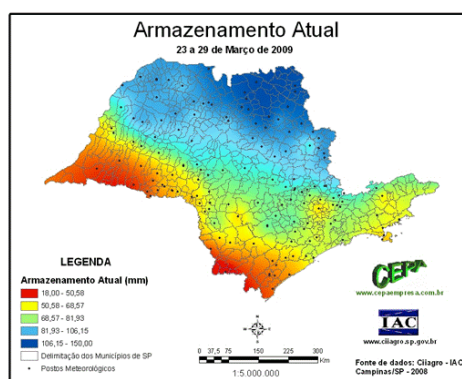 Armazenamento Atual
23 a 29 de Março de 2009
LEGENDA
Armazenamento Atual (mm)
18,00 - 50,58
50,58 - 68,57
68,57 - 81,93
81,93 - 106,15
106,15 - 150,00
Delimitação dos Municípios de SP
Postos Meteorológicos
0 37,5 75 150 225 300
Km
1:5.000.000
CEPA
www.cepaempresa.com.br
IAC
www.ciiagro.sp.gov.br
Fonte de dados: Ciiagro - IAC
Campinas/SP - 2008